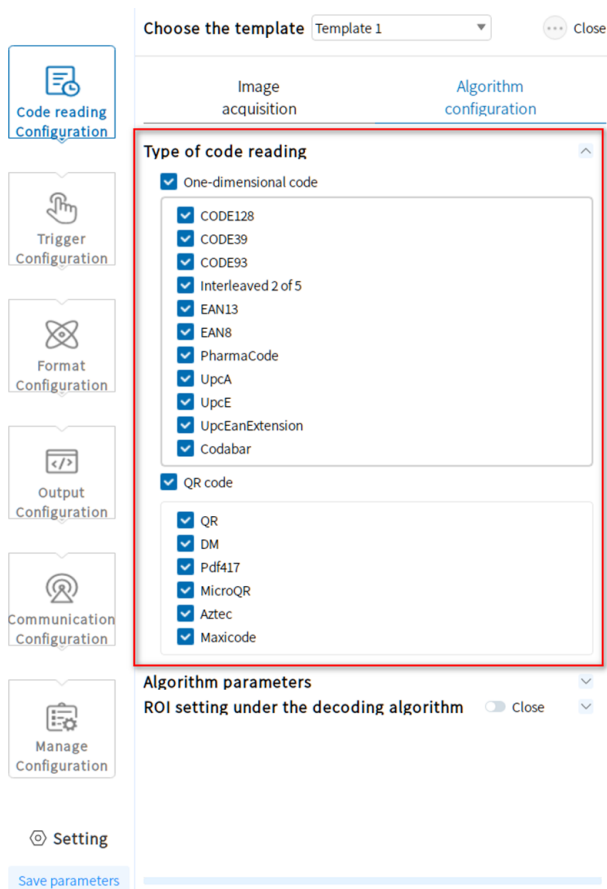 Choose the template Template 1 Close
Code reading
Configuration
Trigger
Configuration
Format
Configuration
Output
Configuration
Communication
Configuration
Manage
Configuration
Setting
Save parameters
Image
acquisition
Algorithm
configuration
Type of code reading
One-dimensional code
CODE128
CODE39
CODE93
Interleaved 2 of 5
EAN13
EAN8
PharmaCode
UpcA
UpcE
UpcEanExtension
Codabar
QR code
QR
DM
Pdf417
MicroQR
Aztec
Maxicode
Algorithm parameters
ROI setting under the decoding algorithm Close